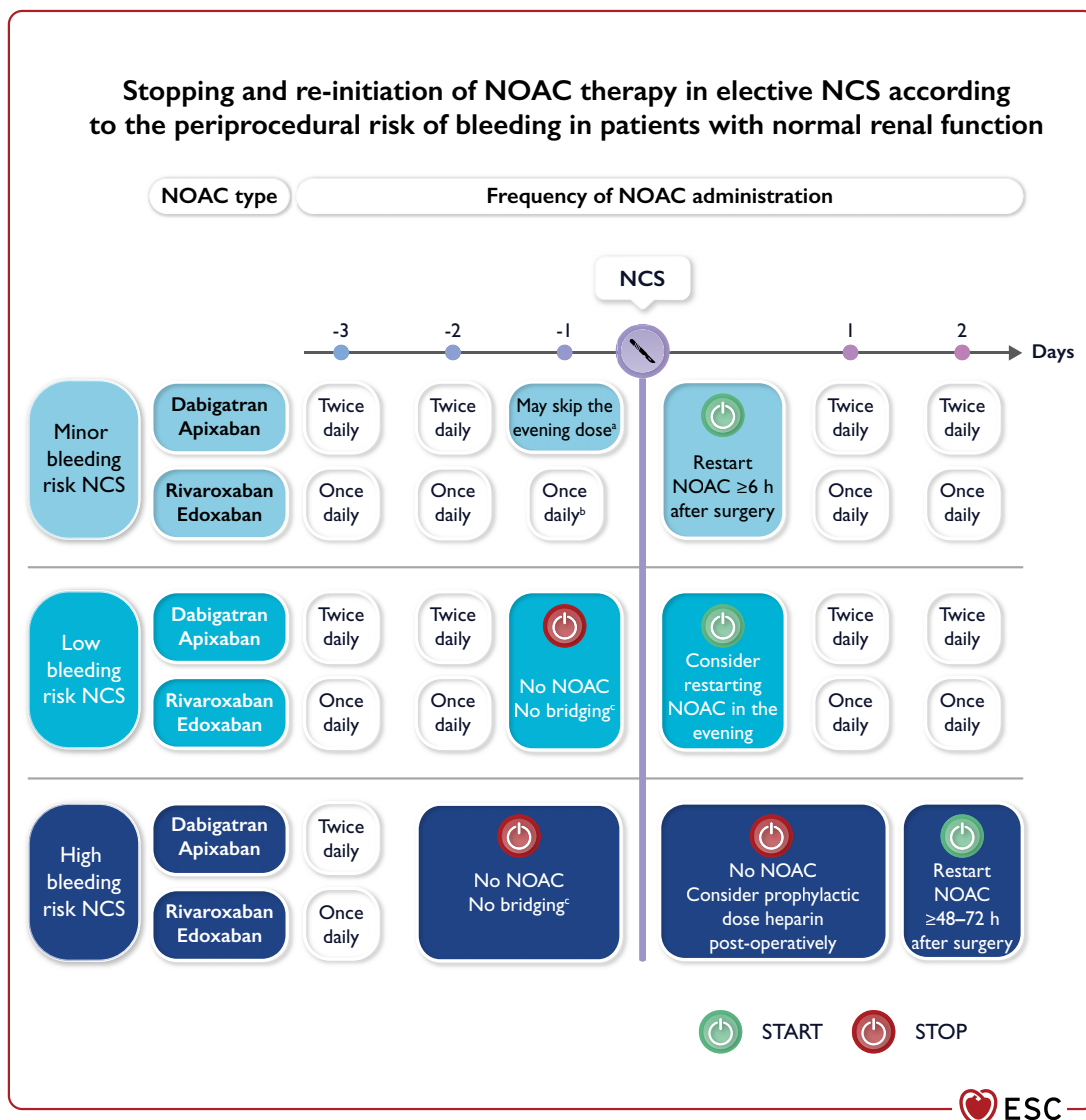 Stopping and re-initiation of NOAC therapy in elective NCS according
to the periprocedural risk of bleeding in patients with normal renal function
NOAC type
Frequency of NOAC administration
NCS
-3
-2
-1
1
2
Days
Minor
bleeding
risk NCS
Dabigatran
Apixaban
Twice
daily
Twice
daily
May skip the
evening doseᵃ
Rivaroxaban
Edoxaban
Once
daily
Once
daily
Once
dailyᵇ
Restart
NOAC ≥6 h
after surgery
Twice
daily
Twice
daily
Once
daily
Once
daily
Low
bleeding
risk NCS
Dabigatran
Apixaban
Twice
daily
Twice
daily
Rivaroxaban
Edoxaban
Once
daily
Once
daily
No NOAC
No bridgingᶜ
Consider
restarting
NOAC in the
evening
Twice
daily
Twice
daily
Once
daily
Once
daily
High
bleeding
risk NCS
Dabigatran
Apixaban
Twice
daily
Rivaroxaban
Edoxaban
Once
daily
No NOAC
No bridgingᶜ
No NOAC
Consider prophylactic
dose heparin
post-operatively
Restart
NOAC
≥48–72 h
after surgery
START
STOP
ESC